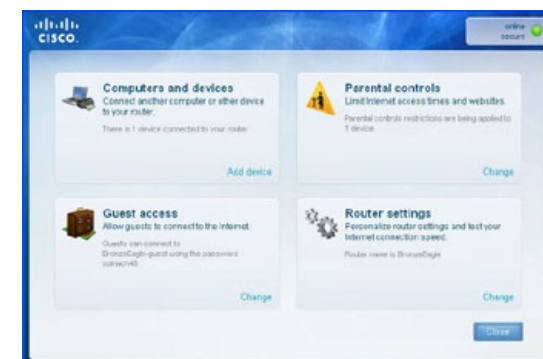 CISCO.
online
secure
Computers and devices
Connect another computer or other device
to your router.
There is 1 device connected to your router
Add device
Parental controls
Limit Internet access times and websites.
Parental controls restrictions are being applied to
1 device
Change
Guest access
Allow guests to connect to the Internet.
Guests can connect to
BronzeEagle-guest using the password
Change
Router settings
Personalize router settings and test your
Internet connection speed.
Router name is BronzeEagle
Change
Close